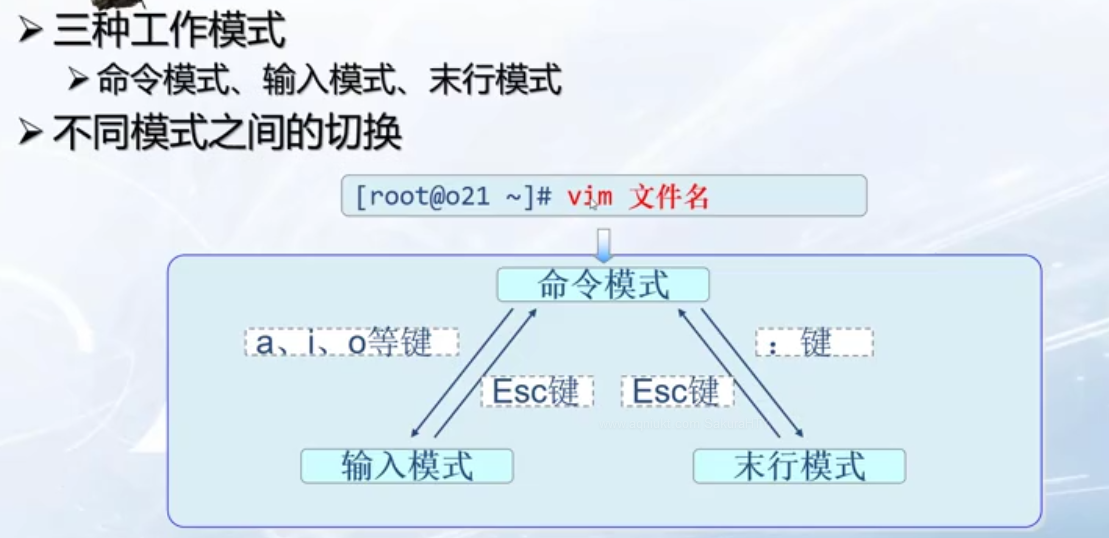 三种工作模式
命令模式、输入模式、末行模式
不同模式之间的切换
[root@o21 ~]# vim 文件名
命令模式
a、i、o等键
：键
Esc键
Esc键
输入模式
末行模式